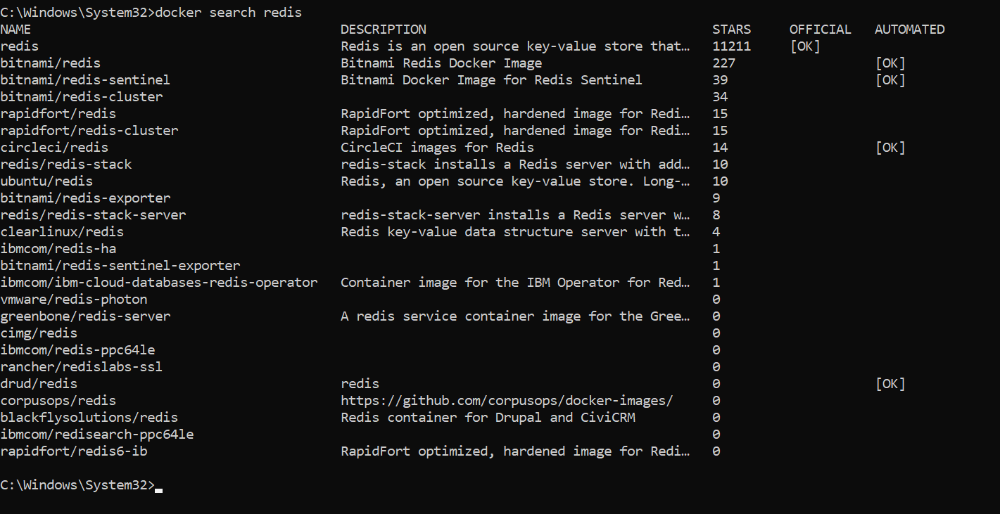 C:\Windows\System32>docker search redis
NAME DESCRIPTION STARS OFFICIAL AUTOMATED
redis Redis is an open source key-value store that… 11211 [OK]
bitnami/redis Bitnami Redis Docker Image 227 [OK]
bitnami/redis-sentinel Bitnami Docker Image for Redis Sentinel 39 [OK]
bitnami/redis-cluster 34
rapidfort/redis RapidFort optimized, hardened image for Redi… 15
rapidfort/redis-cluster RapidFort optimized, hardened image for Redi… 15
circleci/redis CircleCI images for Redis 14 [OK]
redis/redis-stack redis-stack installs a Redis server with add… 10
ubuntu/redis Redis, an open source key-value store. Long-… 10
bitnami/redis-exporter 9
redis/redis-stack-server redis-stack-server installs a Redis server w… 8
clearlinux/redis Redis key-value data structure server with t… 4
ibmcom/redis-ha 1
bitnami/redis-sentinel-exporter 1
ibmcom/ibm-cloud-databases-redis-operator Container image for the IBM Operator for Red… 1
vmware/redis-photon 0
greenbone/redis-server A redis service container image for the Gree… 0
cimg/redis 0
ibmcom/redis-ppc64le 0
rancher/redislabs-ssl 0
drud/redis redis 0 [OK]
corpusops/redis https://github.com/corpusops/docker-images/ 0
blackflysolutions/redis Redis container for Drupal and CiviCRM 0
ibmcom/redisearch-ppc64le 0
rapidfort/redis6-ib RapidFort optimized, hardened image for Redi… 0
C:\Windows\System32>